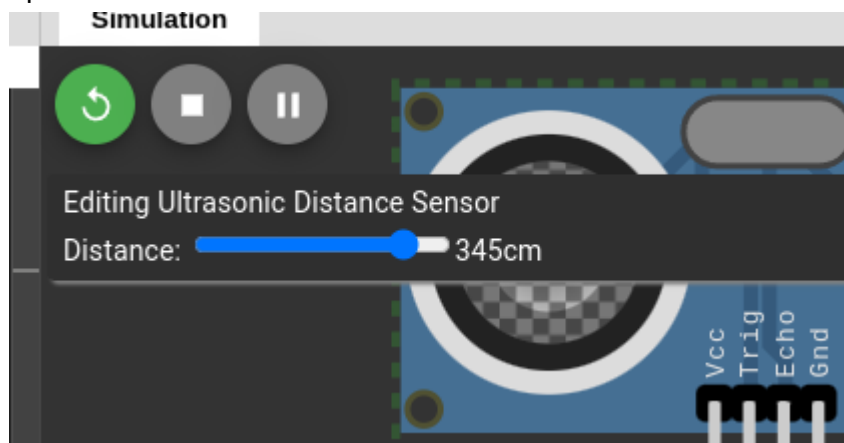 Simulation
Editing Ultrasonic Distance Sensor
Distance: 345cm
Vcc
Trig
Echo
Gnd